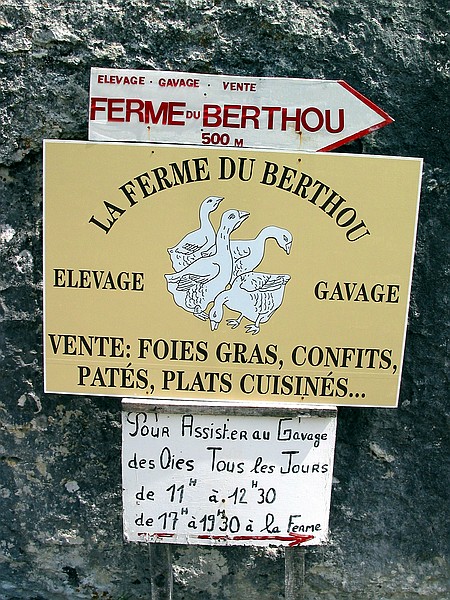 ELEVAGE · GAVAGE · VENTE
FERME DU BERTHOU
500 M
LA FERME DU BERTHOU
ELEVAGE GAVAGE
VENTE: FOIES GRAS, CONFITS,
PATÉS, PLATS CUISINÉS...
Pour Assister au Gavage
des Oies Tous les Jours
de 11H à 12H30
de 17H à 19H30 à la Ferme